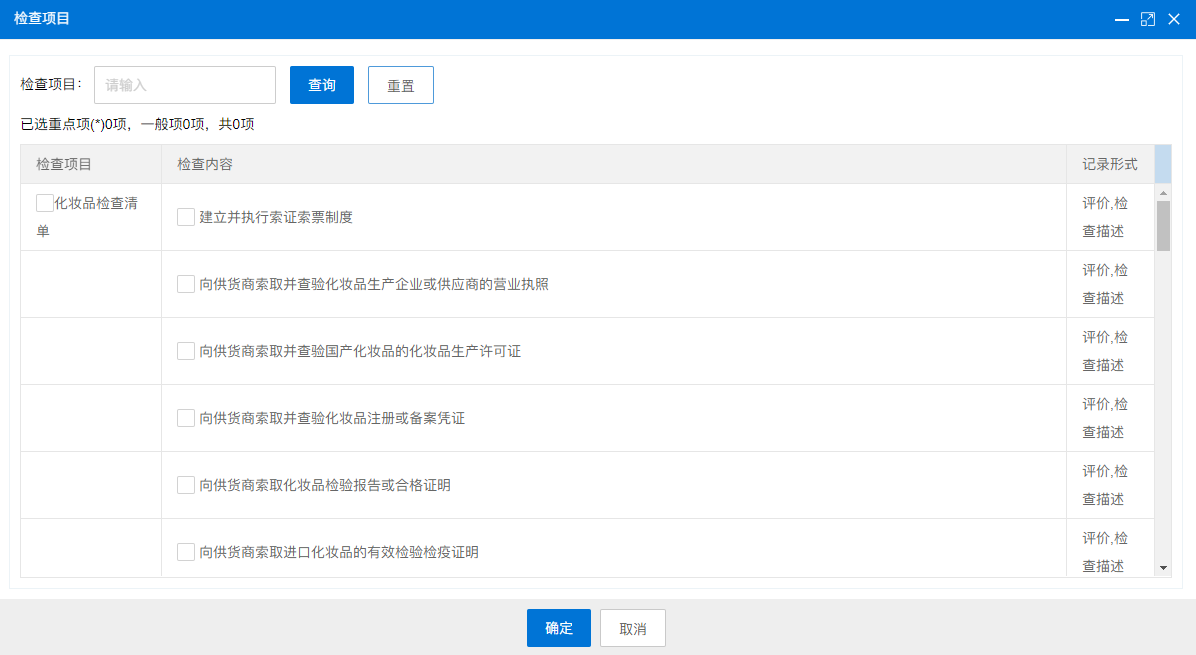 检查项目
检查项目: 请输入 查询 重置
已选重点项(*)0项，一般项0项，共0项
检查项目 检查内容 记录形式
化妆品检查清
单
建立并执行索证索票制度
评价,检
查描述
向供货商索取并查验化妆品生产企业或供应商的营业执照
评价,检
查描述
向供货商索取并查验国产化妆品的化妆品生产许可证
评价,检
查描述
向供货商索取并查验化妆品注册或备案凭证
评价,检
查描述
向供货商索取化妆品检验报告或合格证明
评价,检
查描述
向供货商索取进口化妆品的有效检验检疫证明
评价,检
查描述
确定 取消